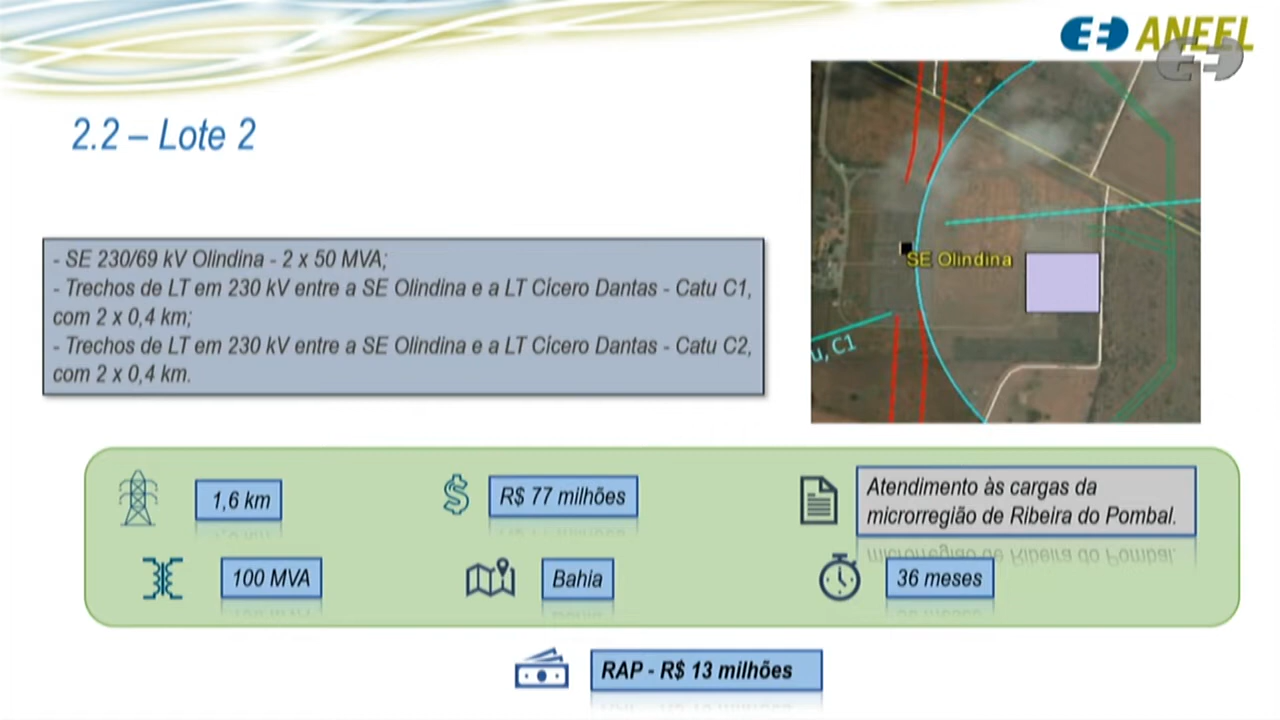 ANEEL
2.2 – Lote 2
- SE 230/69 kV Olindina - 2 x 50 MVA;
- Trechos de LT em 230 kV entre a SE Olindina e a LT Cícero Dantas - Catu C1,
com 2 x 0,4 km;
- Trechos de LT em 230 kV entre a SE Olindina e a LT Cícero Dantas - Catu C2,
com 2 x 0,4 km.
SE Olindina
u, C1
1,6 km
R$ 77 milhões
Atendimento às cargas da
microrregião de Ribeira do Pombal.
100 MVA
Bahia
36 meses
RAP - R$ 13 milhões